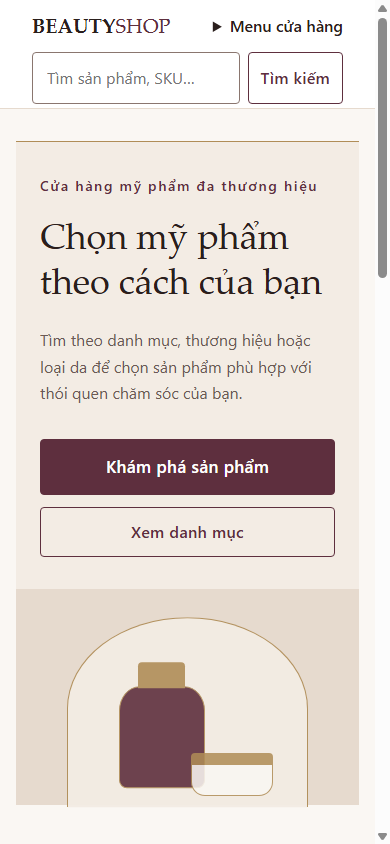 BEAUTYSHOP
▶ Menu cửa hàng
Tìm sản phẩm, SKU...
Tìm kiếm
Cửa hàng mỹ phẩm đa thương hiệu
Chọn mỹ phẩm
theo cách của bạn
Tìm theo danh mục, thương hiệu hoặc
loại da để chọn sản phẩm phù hợp với
thói quen chăm sóc của bạn.
Khám phá sản phẩm
Xem danh mục